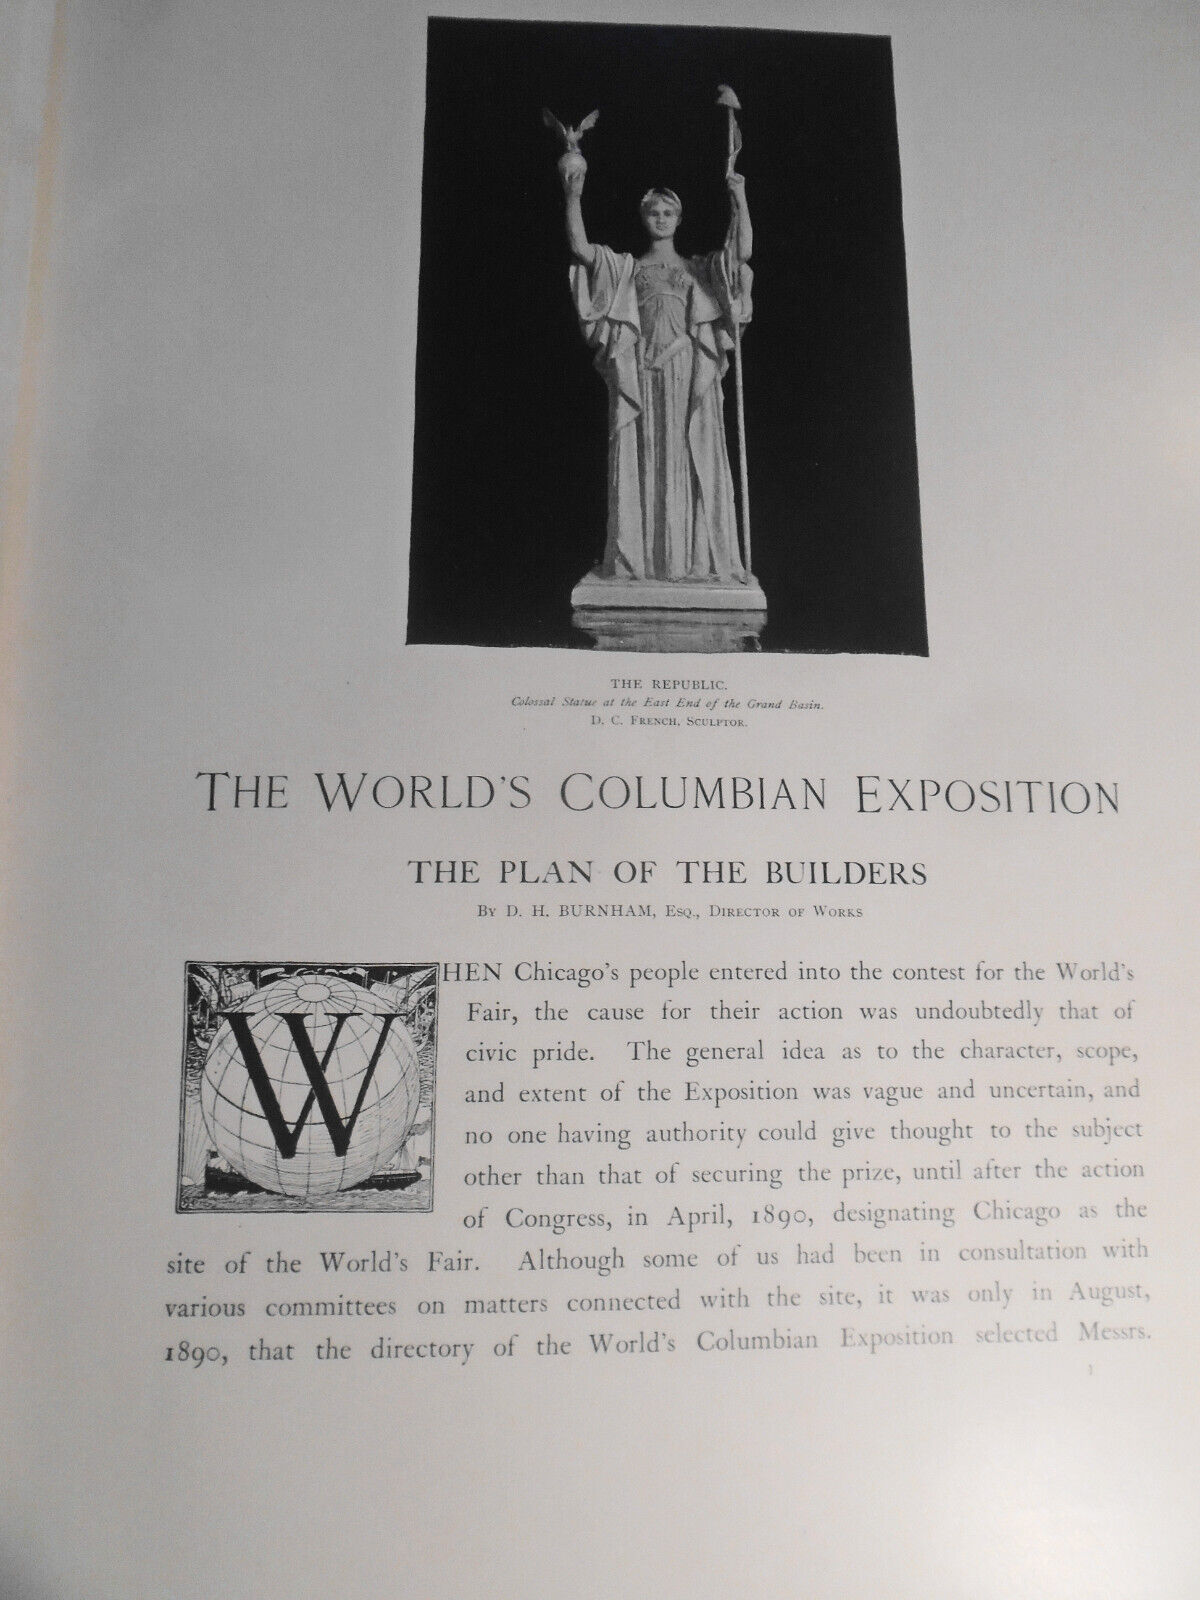 THE REPUBLIC.
Colossal Statue at the East End of the Grand Basin.
D. C. FRENCH, SCULPTOR.
THE WORLD'S COLUMBIAN EXPOSITION
THE PLAN OF THE BUILDERS
BY D. H. BURNHAM, ESQ., DIRECTOR OF WORKS
WHEN Chicago's people entered into the contest for the World's
Fair, the cause for their action was undoubtedly that of
civic pride. The general idea as to the character, scope,
and extent of the Exposition was vague and uncertain, and
no one having authority could give thought to the subject
other than that of securing the prize, until after the action
of Congress, in April, 1890, designating Chicago as the
site of the World's Fair. Although some of us had been in consultation with
various committees on matters connected with the site, it was only in August,
1890, that the directory of the World's Columbian Exposition selected Messrs.
1